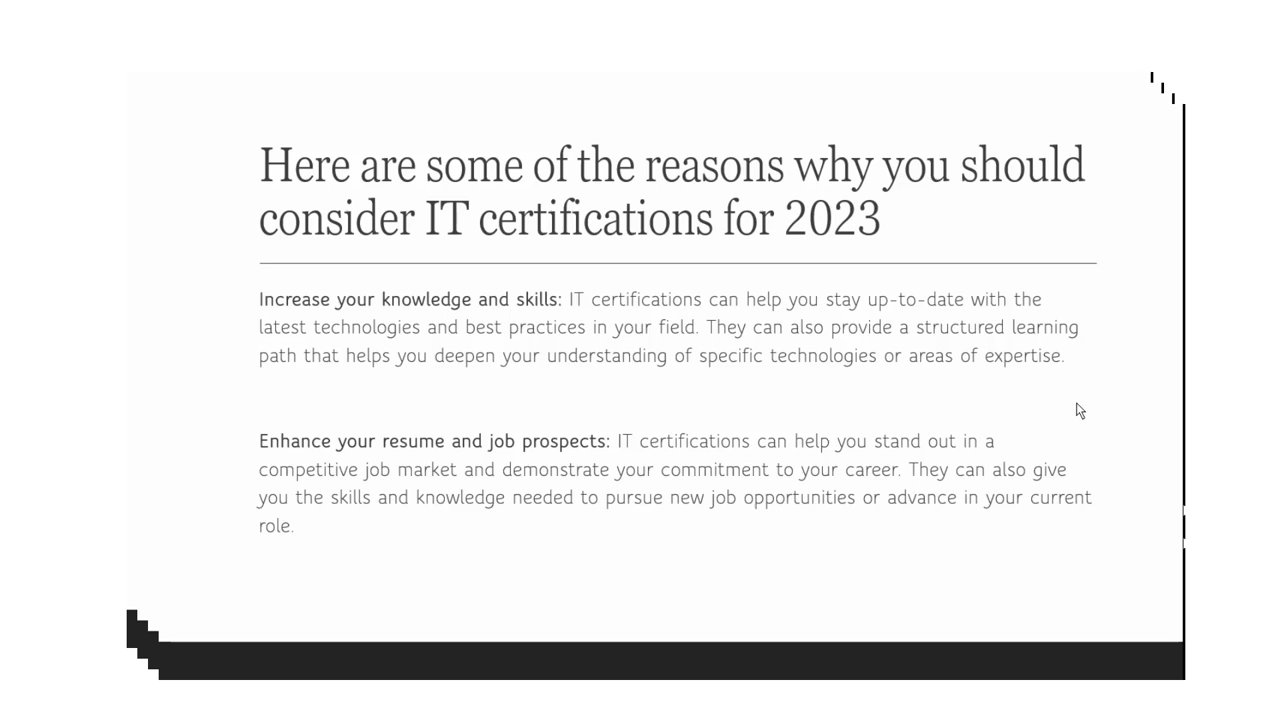 Here are some of the reasons why you should
consider IT certifications for 2023
Increase your knowledge and skills: IT certifications can help you stay up-to-date with the
latest technologies and best practices in your field. They can also provide a structured learning
path that helps you deepen your understanding of specific technologies or areas of expertise.
Enhance your resume and job prospects: IT certifications can help you stand out in a
competitive job market and demonstrate your commitment to your career. They can also give
you the skills and knowledge needed to pursue new job opportunities or advance in your current
role.